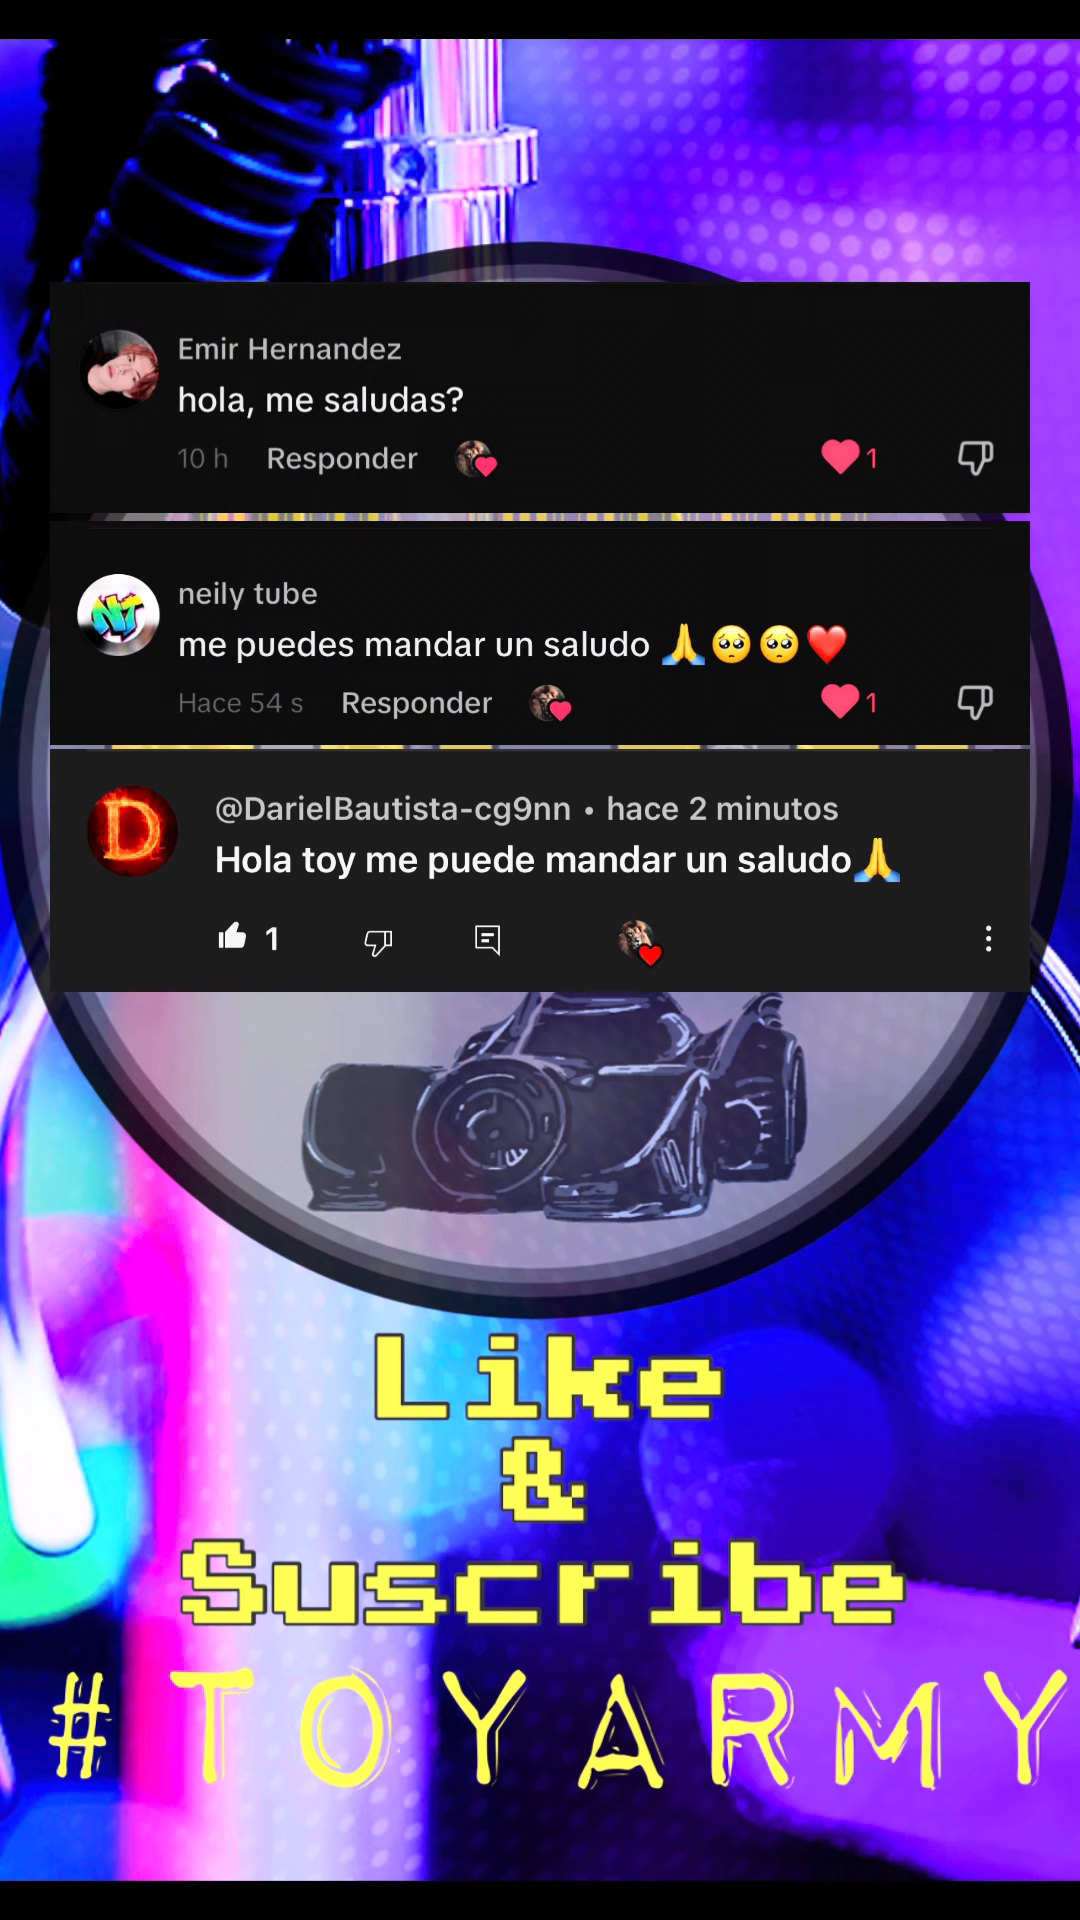 Emir Hernandez
hola, me saludas?
10 h Responder 1
NT
neily tube
me puedes mandar un saludo 🙏🥺🥺❤️
Hace 54 s Responder 1
D
@DarielBautista-cg9nn • hace 2 minutos
Hola toy me puede mandar un saludo🙏
1
Like
&
Suscribe
#TOYARMY